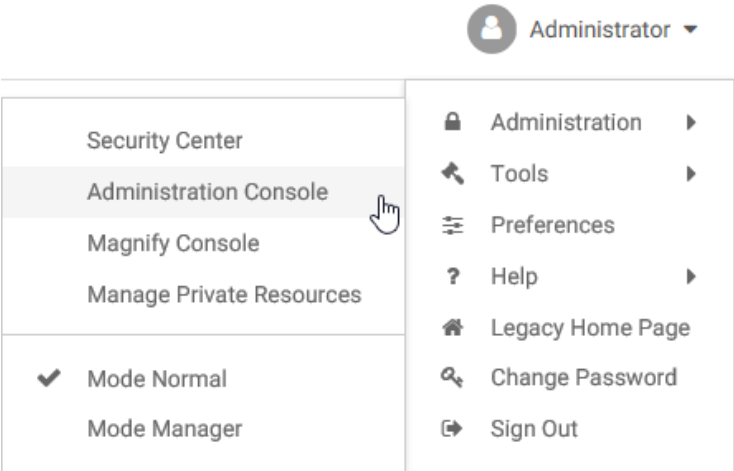 Administrator
Security Center
Administration Console
Magnify Console
Manage Private Resources
Mode Normal
Mode Manager
Administration
Tools
Preferences
? Help
Legacy Home Page
Change Password
Sign Out